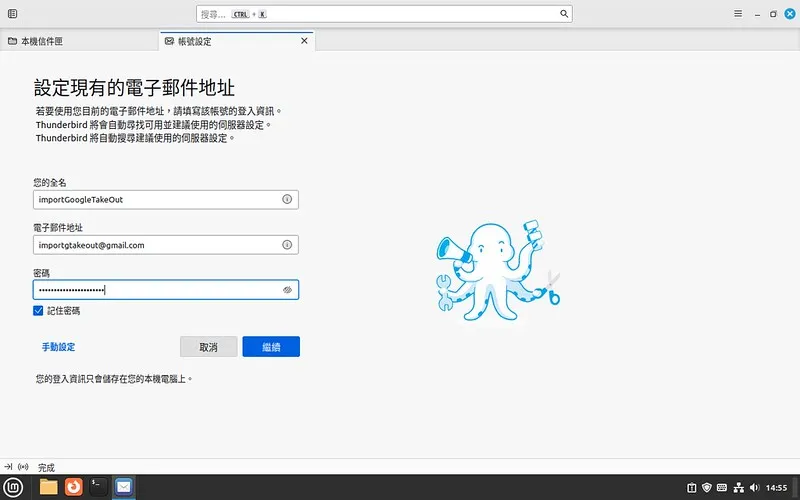 搜尋... CTRL + K
本機信件匣
帳號設定
設定現有的電子郵件地址
若要使用您目前的電子郵件地址，請填寫該帳號的登入資訊。
Thunderbird 將會自動尋找可用並建議使用的伺服器設定。
Thunderbird 將自動搜尋建議使用的伺服器設定。
您的全名
importGoogleTakeOut
電子郵件地址
importgtakeout@gmail.com
密碼
•••••••••••••••••••••
記住密碼
手動設定
取消
繼續
您的登入資訊只會儲存在您的本機電腦上。
完成
14:55